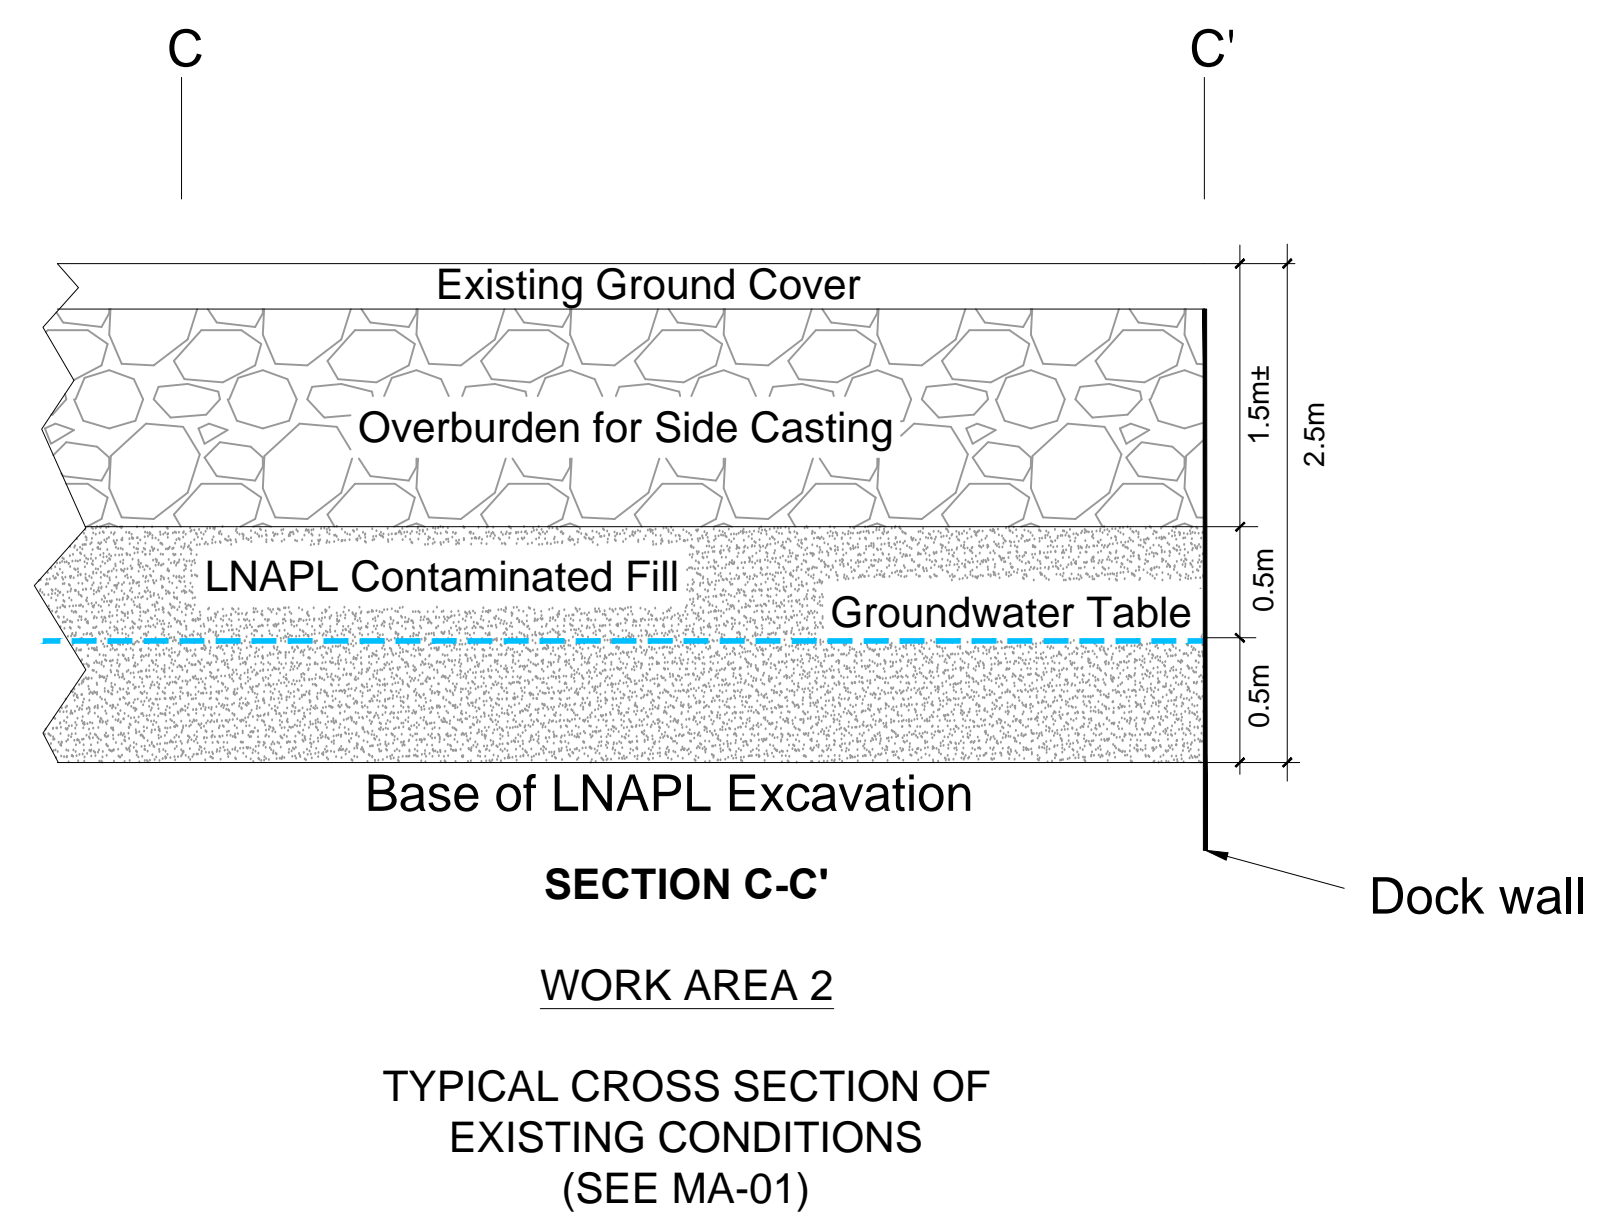 C
C'
Existing Ground Cover
Overburden for Side Casting
1.5m±
2.5m
LNAPL Contaminated Fill
0.5m
Groundwater Table
0.5m
Base of LNAPL Excavation
Dock wall
SECTION C-C'
WORK AREA 2
TYPICAL CROSS SECTION OF
EXISTING CONDITIONS
(SEE MA-01)